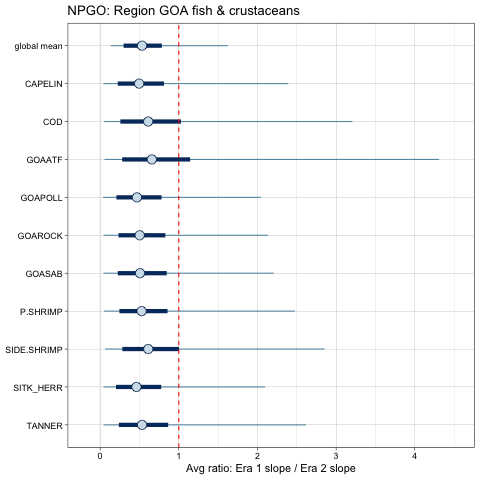 NPGO: Region GOA fish & crustaceans
global mean
CAPELIN
COD
GOAATF
GOAPOLL
GOAROCK
GOASAB
P.SHRIMP
SIDE.SHRIMP
SITK_HERR
TANNER
0 1 2 3 4
Avg ratio: Era 1 slope / Era 2 slope